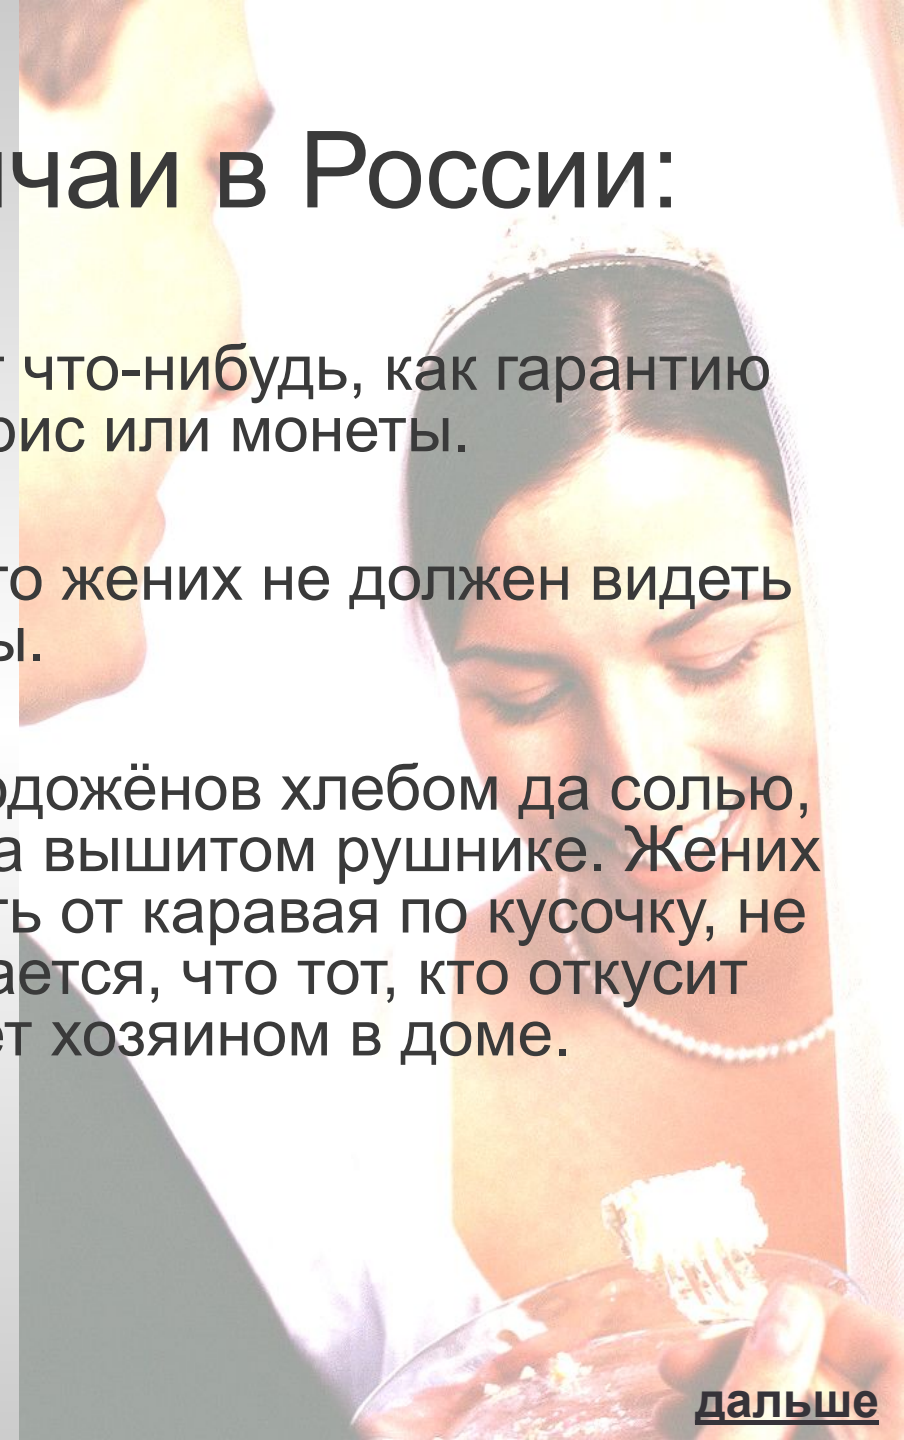 чаи в России:
что-нибудь, как гарантию
рис или монеты.
то жених не должен видеть
ы.
одожёнов хлебом да солью,
а вышитом рушнике. Жених
ть от каравая по кусочку, не
ается, что тот, кто откусит
ет хозяином в доме.
дальше